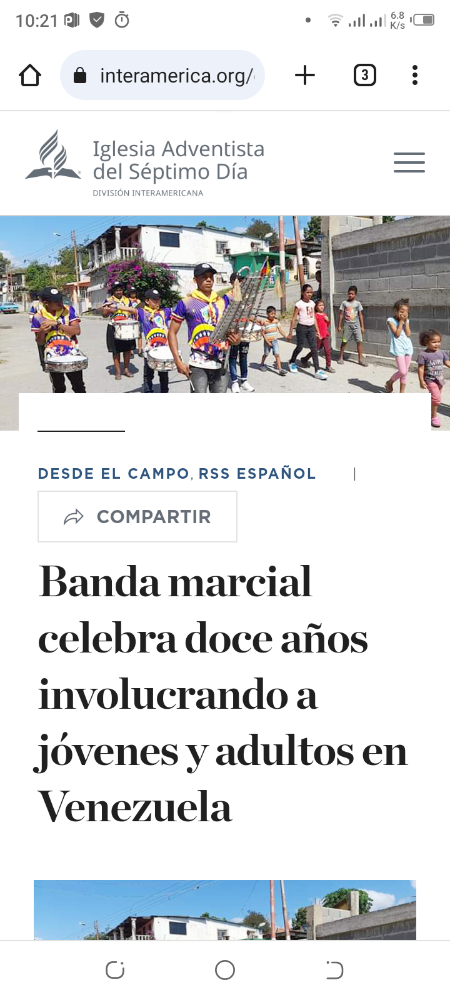 10:21
6.8
K/s
interamerica.org/
3
Iglesia Adventista
del Séptimo Día
DIVISIÓN INTERAMERICANA
DESDE EL CAMPO, RSS ESPAÑOL |
COMPARTIR
Banda marcial
celebra doce años
involucrando a
jóvenes y adultos en
Venezuela